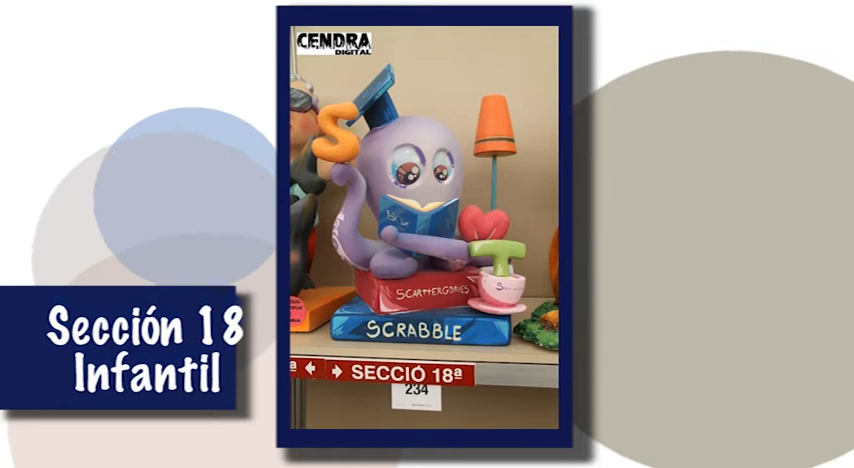 CENDRA
DIGITAL
S
T
SCATTERGORIES
SCRABBLE
ª
SECCIÓ 18ª
234
Sección 18
Infantil